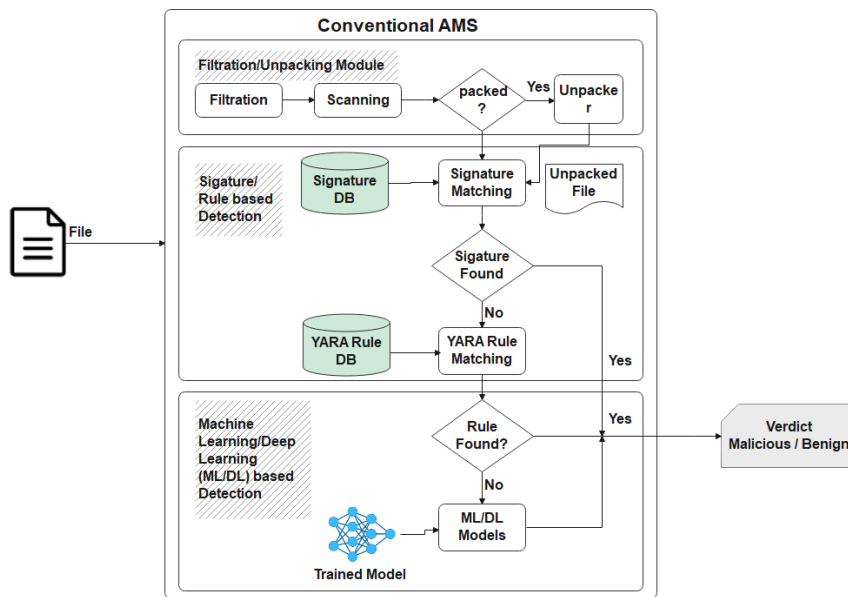 Conventional AMS
Filtration/Unpacking Module
Filtration
Scanning
packed
?
Yes
Unpacke
r
Sigature/
Rule based
Detection
Signature
DB
Signature
Matching
Unpacked
File
File
Sigature
Found
No
YARA Rule
DB
YARA Rule
Matching
Yes
Machine
Learning/Deep
Learning
(ML/DL) based
Detection
Rule
Found?
Yes
Verdict
Malicious / Benign
No
ML/DL
Models
Trained Model